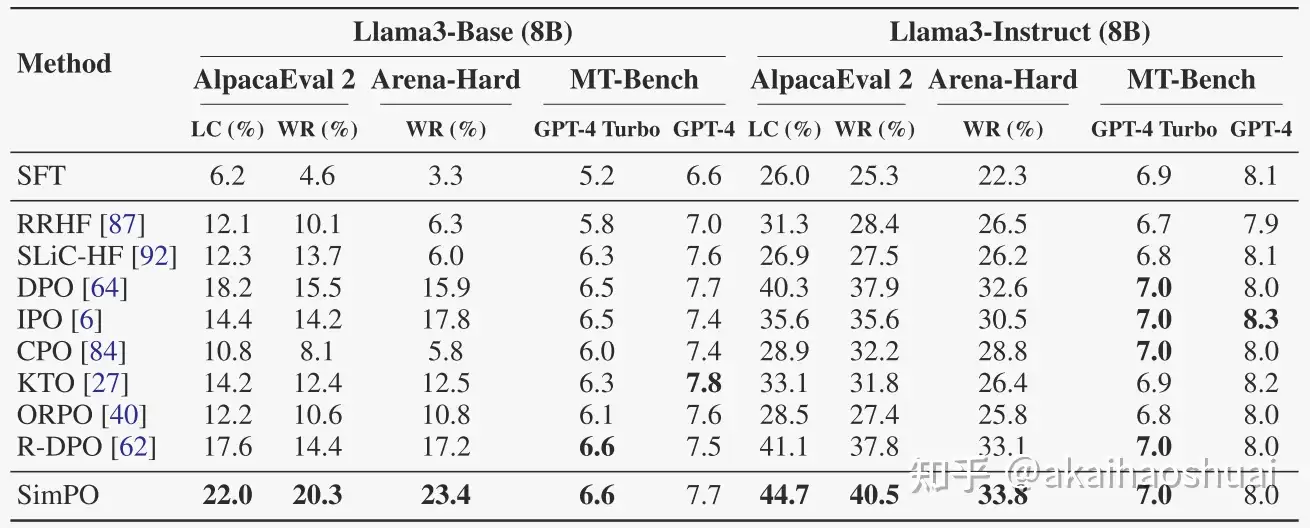 Method Llama3-Base (8B) Llama3-Instruct (8B)
AlpacaEval 2 Arena-Hard MT-Bench AlpacaEval 2 Arena-Hard MT-Bench
LC (%) WR (%) WR (%) GPT-4 Turbo GPT-4 LC (%) WR (%) WR (%) GPT-4 Turbo GPT-4
SFT 6.2 4.6 3.3 5.2 6.6 26.0 25.3 22.3 6.9 8.1
RRHF [87] 12.1 10.1 6.3 5.8 7.0 31.3 28.4 26.5 6.7 7.9
SLiC-HF [92] 12.3 13.7 6.0 6.3 7.6 26.9 27.5 26.2 6.8 8.1
DPO [64] 18.2 15.5 15.9 6.5 7.7 40.3 37.9 32.6 7.0 8.0
IPO [6] 14.4 14.2 17.8 6.5 7.4 35.6 35.6 30.5 7.0 8.3
CPO [84] 10.8 8.1 5.8 6.0 7.4 28.9 32.2 28.8 7.0 8.0
KTO [27] 14.2 12.4 12.5 6.3 7.8 33.1 31.8 26.4 6.9 8.2
ORPO [40] 12.2 10.6 10.8 6.1 7.6 28.5 27.4 25.8 6.8 8.0
R-DPO [62] 17.6 14.4 17.2 6.6 7.5 41.1 37.8 33.1 7.0 8.0
SimPO 22.0 20.3 23.4 6.6 7.7 44.7 40.5 33.8 7.0 8.0
知乎 @akaihaoshuai